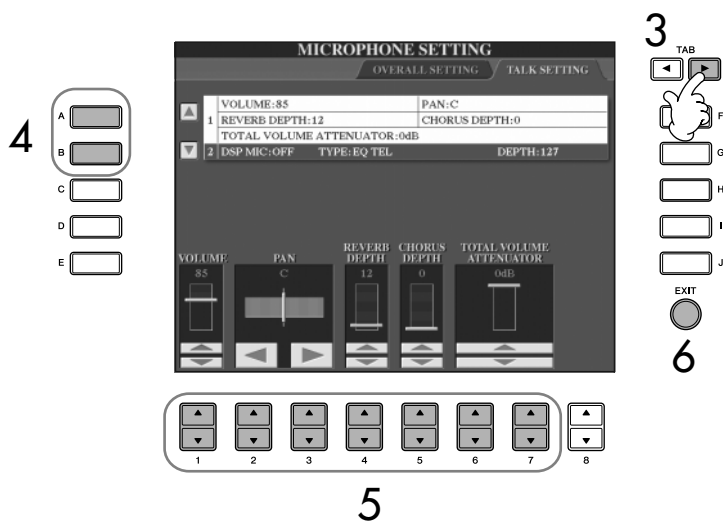 3
TAB
MICROPHONE SETTING
OVERALL SETTING TALK SETTING
4
A
B
C
D
E
F
G
H
I
J
1 VOLUME:85 PAN:C
REVERB DEPTH:12 CHORUS DEPTH:0
TOTAL VOLUME ATTENUATOR:0dB
2 DSP MIC:OFF TYPE:EQ TEL DEPTH:127
VOLUME PAN REVERB DEPTH CHORUS DEPTH TOTAL VOLUME ATTENUATOR
85 C 12 0 0dB
EXIT
6
1 2 3 4 5 6 7 8
5